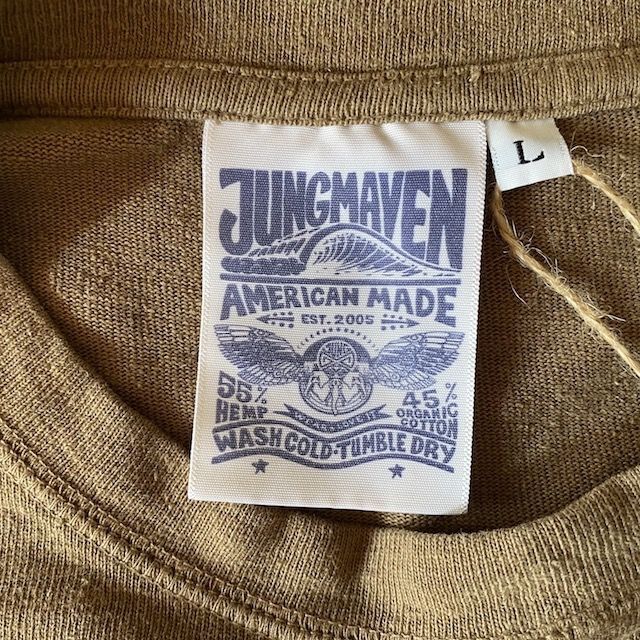 JUNGMAVEN
L
AMERICAN MADE
EST. 2005
55% HEMP
45% ORGANIC COTTON
WASH COLD·TUMBLE DRY